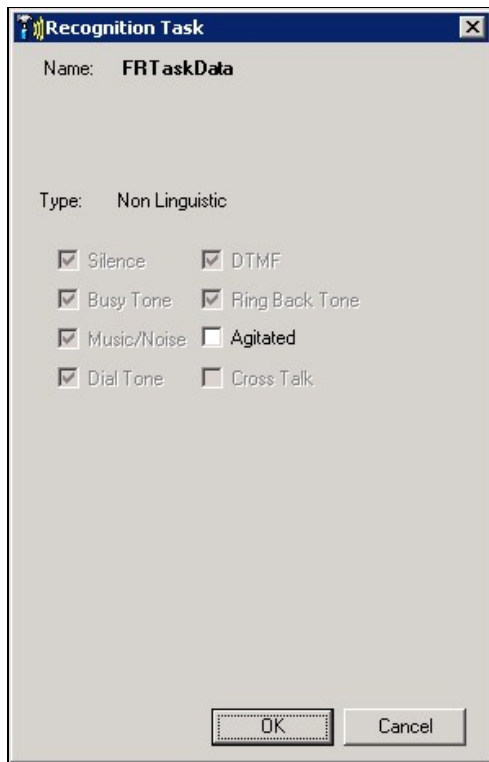 Recognition Task
Name: FRTaskData
Type: Non Linguistic
Silence DTMF
Busy Tone Ring Back Tone
Music/Noise Agitated
Dial Tone Cross Talk
OK Cancel